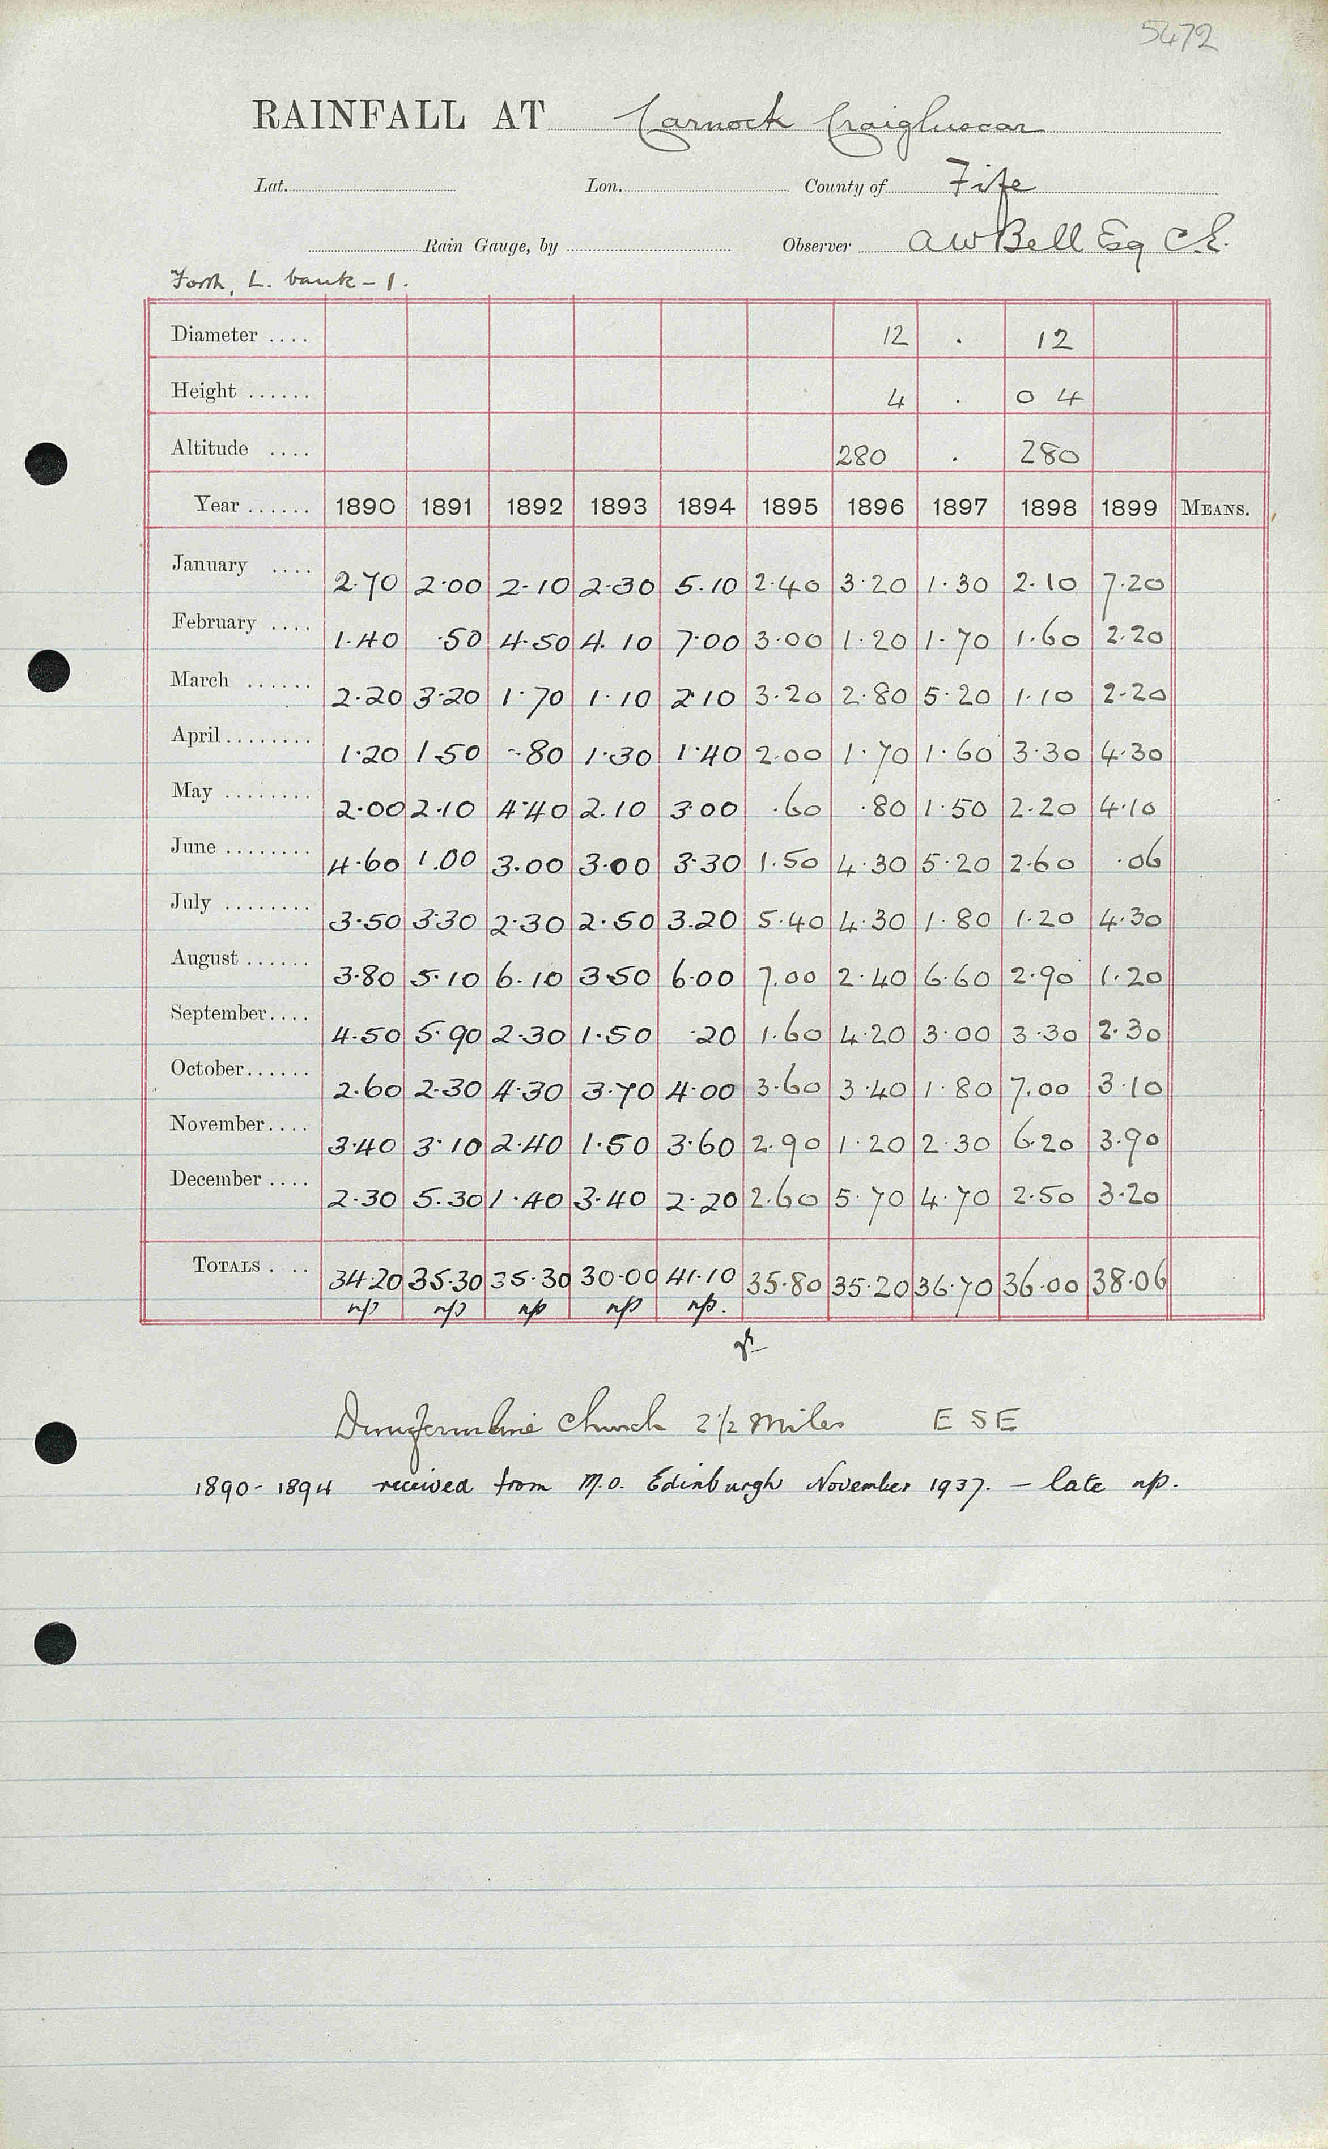 5472
RAINFALL AT Carnock Craigluscar
Lat. Lon. County of Fife
Rain Gauge, by Observer A W Bell Esq C E.
Forth, L. bank - 1.
Diameter .... 12 . 12
Height ...... 4 . 0 4
Altitude .... 280 . 280
Year ...... 1890 1891 1892 1893 1894 1895 1896 1897 1898 1899 MEANS.
January .... 2.70 2.00 2.10 2.30 5.10 2.40 3.20 1.30 2.10 7.20
February .... 1.40 .50 4.50 4.10 7.00 3.00 1.20 1.70 1.60 2.20
March ...... 2.20 3.20 1.70 1.10 2.10 3.20 2.80 5.20 1.10 2.20
April ........ 1.20 1.50 .80 1.30 1.40 2.00 1.70 1.60 3.30 4.30
May ........ 2.00 2.10 4.40 2.10 3.00 .60 .80 1.50 2.20 4.10
June ........ 4.60 1.00 3.00 3.00 3.30 1.50 4.30 5.20 2.60 .06
July ........ 3.50 3.30 2.30 2.50 3.20 5.40 4.30 1.80 1.20 4.30
August ...... 3.80 5.10 6.10 3.50 6.00 7.00 2.40 6.60 2.90 1.20
September.... 4.50 5.90 2.30 1.50 .20 1.60 4.20 3.00 3.30 2.30
October...... 2.60 2.30 4.30 3.70 4.00 3.60 3.40 1.80 7.00 3.10
November.... 3.40 3.10 2.40 1.50 3.60 2.90 1.20 2.30 6.20 3.90
December .... 2.30 5.30 1.40 3.40 2.20 2.60 5.70 4.70 2.50 3.20
TOTALS .... 34.20 35.30 35.30 30.00 41.10 35.80 35.20 36.70 36.00 38.06
np np np np np.
Dunfermline Church 2 1/2 Miles E S E
1890 - 1894 received from M.O. Edinburgh November 1937. - late np.